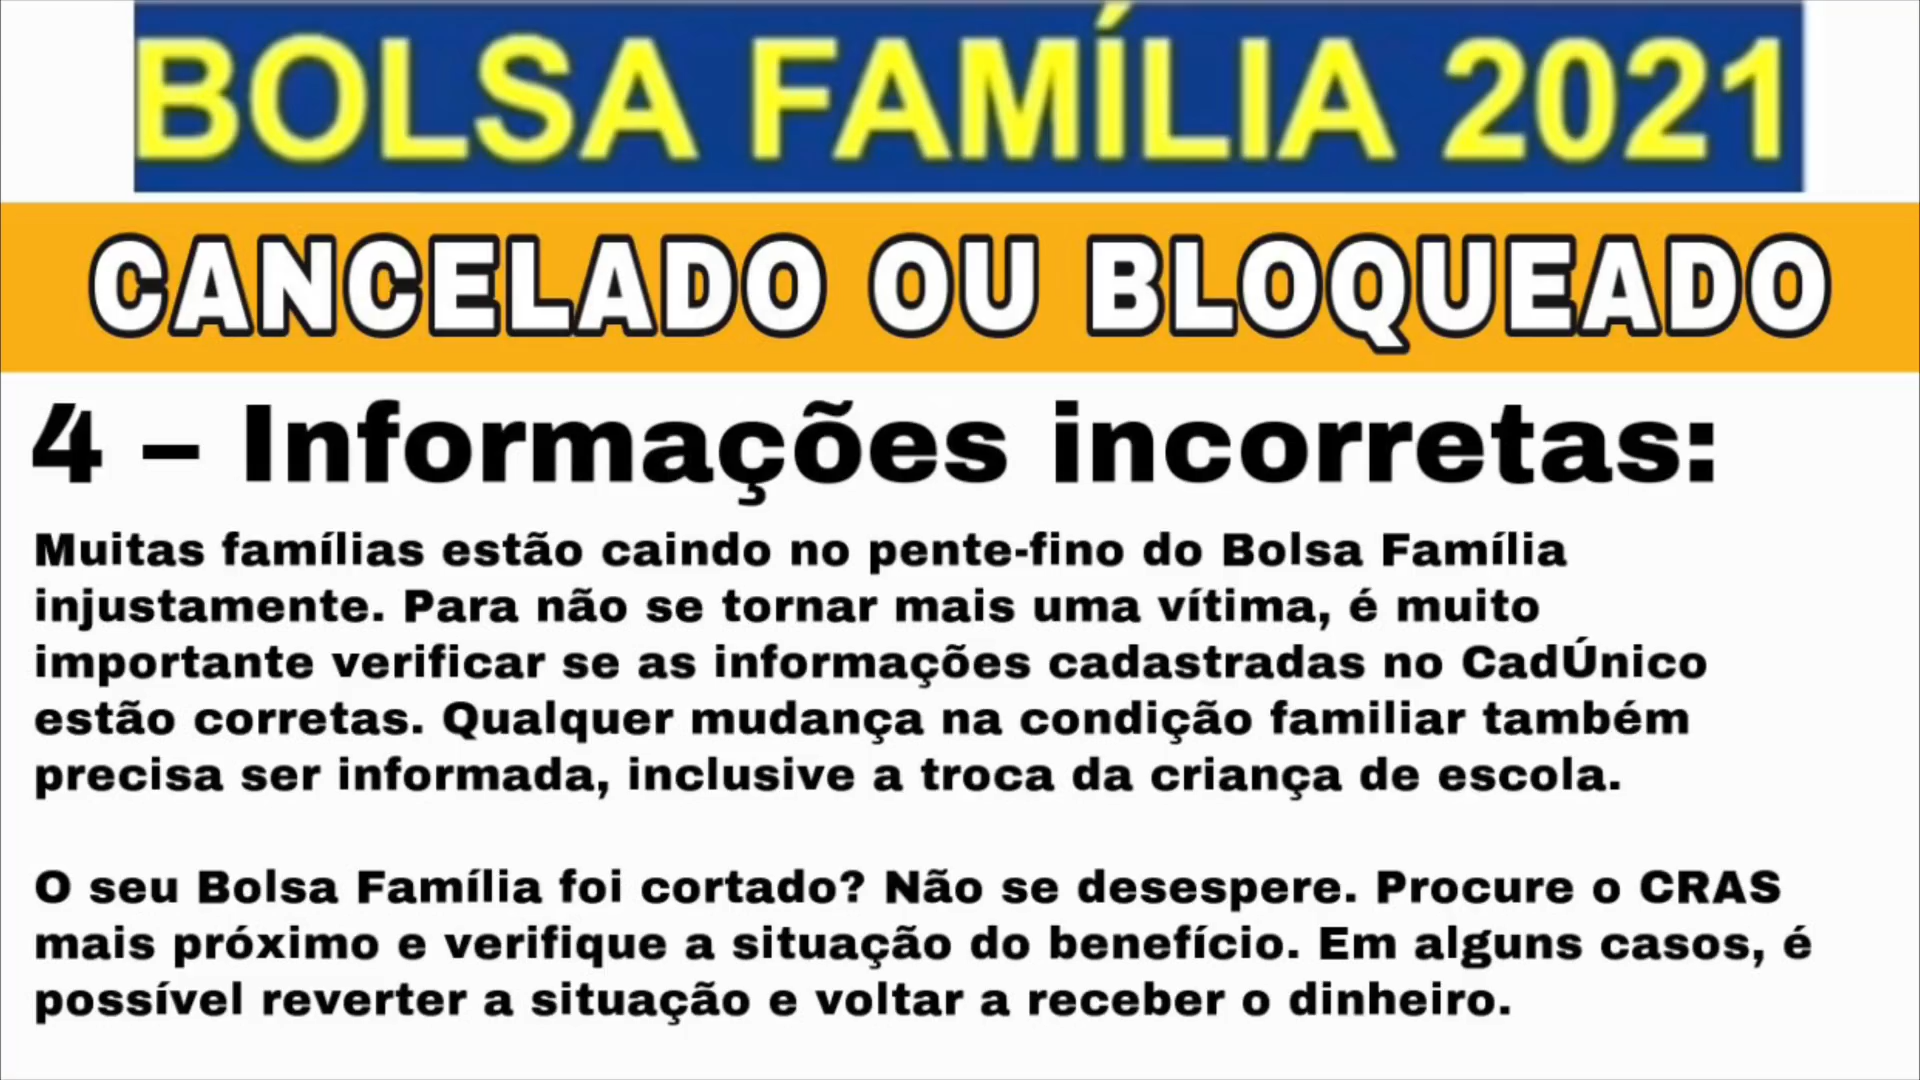 BOLSA FAMÍLIA 2021
CANCELADO OU BLOQUEADO
4 – Informações incorretas:
Muitas famílias estão caindo no pente-fino do Bolsa Família
injustamente. Para não se tornar mais uma vítima, é muito
importante verificar se as informações cadastradas no CadÚnico
estão corretas. Qualquer mudança na condição familiar também
precisa ser informada, inclusive a troca da criança de escola.
O seu Bolsa Família foi cortado? Não se desespere. Procure o CRAS
mais próximo e verifique a situação do benefício. Em alguns casos, é
possível reverter a situação e voltar a receber o dinheiro.